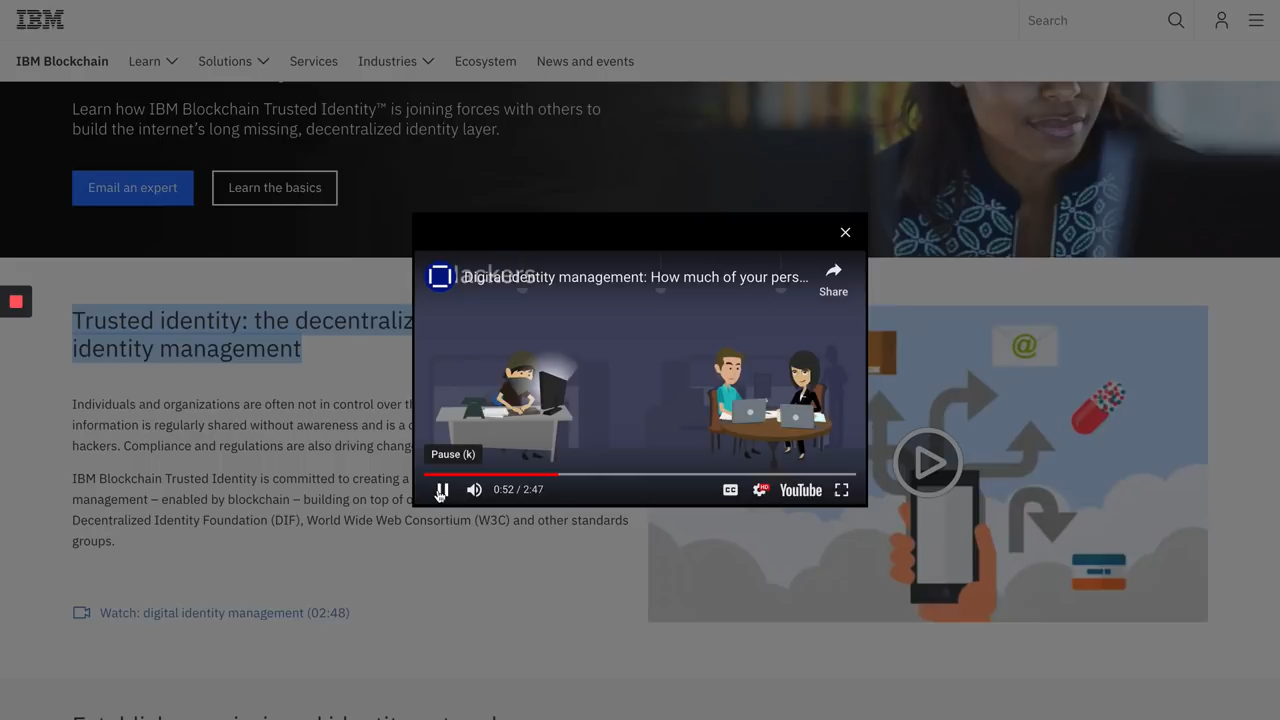 IBM
Search
IBM Blockchain Learn Solutions Services Industries Ecosystem News and events
Learn how IBM Blockchain Trusted Identity™ is joining forces with others to
build the internet's long missing, decentralized identity layer.
Email an expert Learn the basics
Digital identity management: How much of your pers...
Share
Trusted identity: the
identity management
Individuals and organizations are often not in control over
information is regularly shared without awareness and is a
hackers. Compliance and regulations are also driving
IBM Blockchain Trusted Identity is committed to creating a
management – enabled by blockchain – building on top of
Decentralized Identity Foundation (DIF), World Wide Web Consortium (W3C) and other standards
groups.
Pause (k)
0:52 / 2:47
CC
HD
YouTube
@
Watch: digital identity management (02:48)